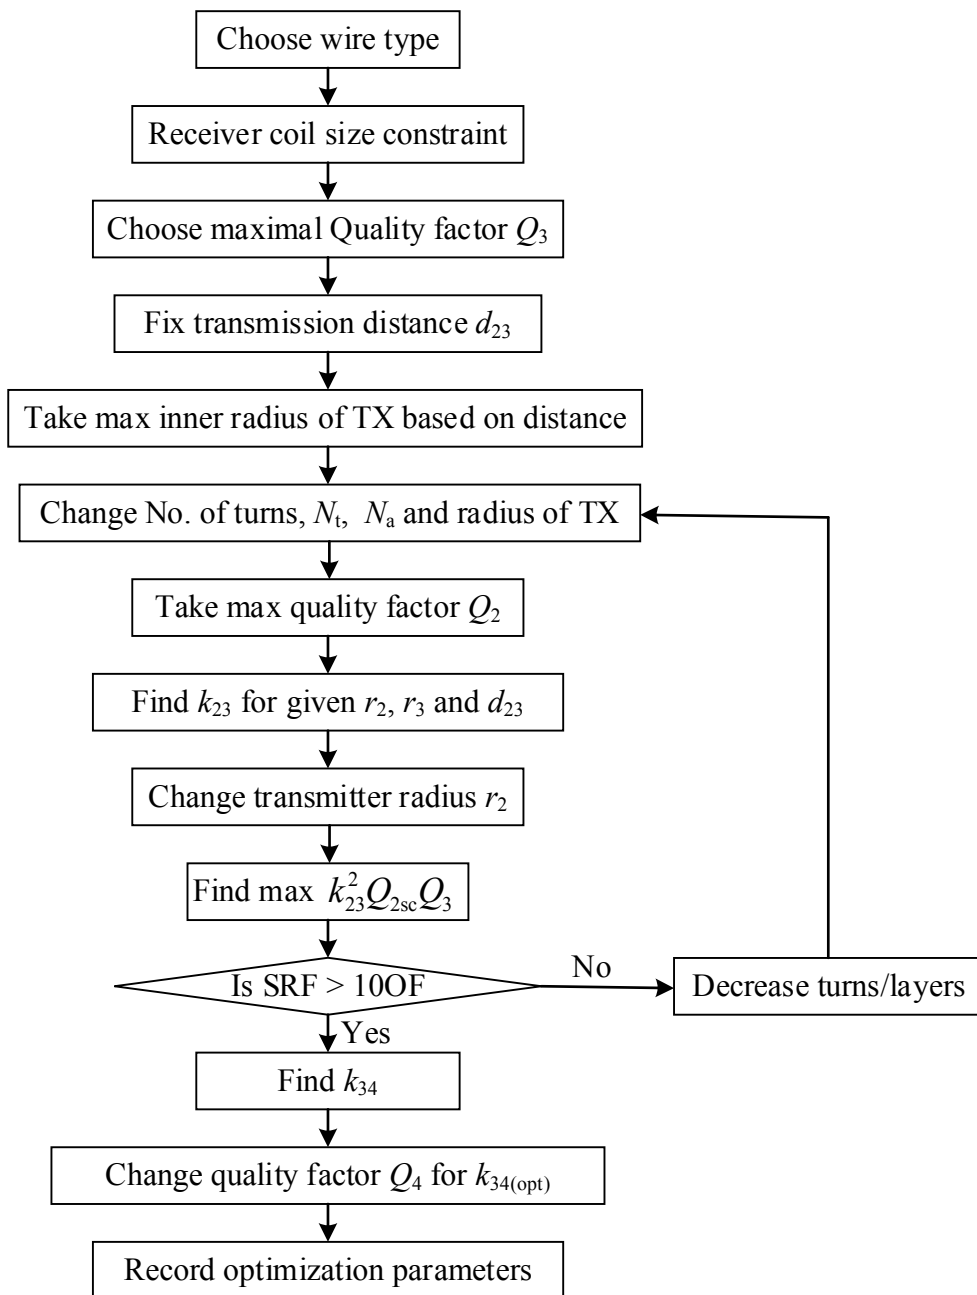 Choose wire type
Receiver coil size constraint
Choose maximal Quality factor Q₃
Fix transmission distance d₂₃
Take max inner radius of TX based on distance
Change No. of turns, Nₜ, Nₐ and radius of TX
Take max quality factor Q₂
Find k₂₃ for given r₂, r₃ and d₂₃
Change transmitter radius r₂
Find max k²₂₃Q₂scQ₃
Is SRF > 10OF
No
Decrease turns/layers
Yes
Find k₃₄
Change quality factor Q₄ for k₃₄₍opt₎
Record optimization parameters